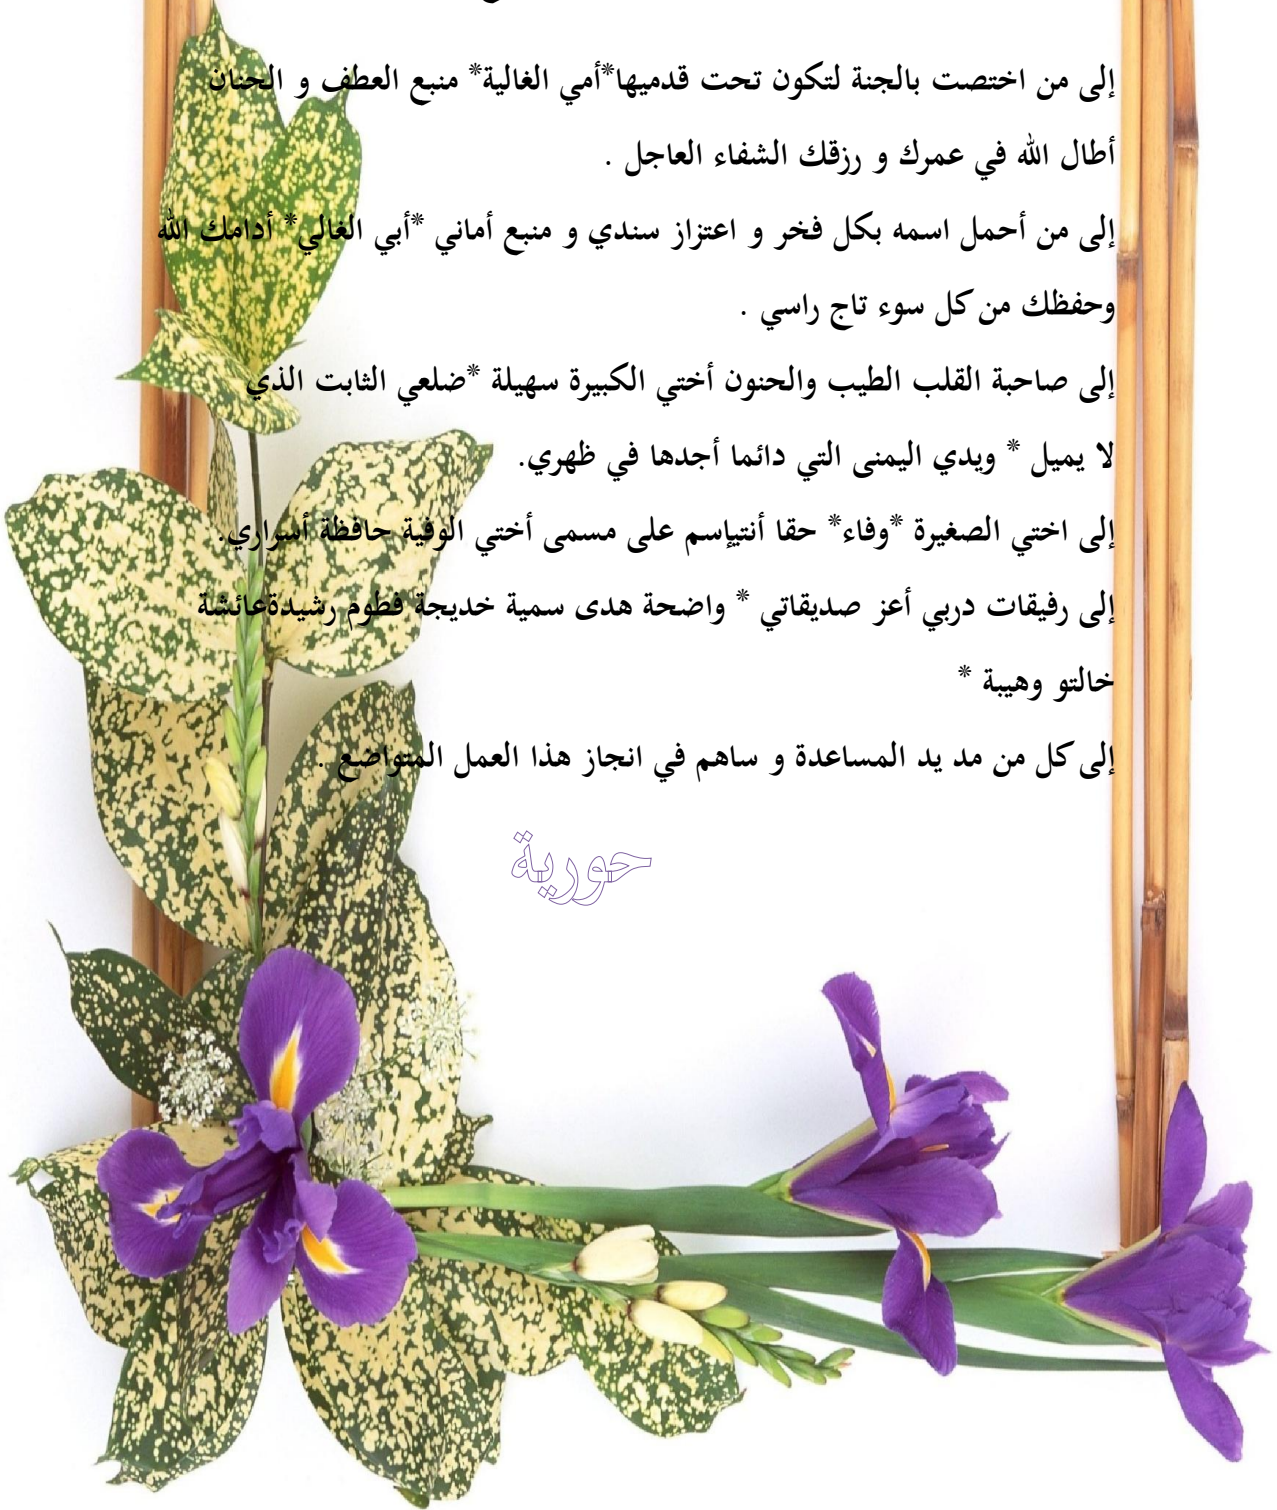 إلى من اختصت بالجنة لتكون تحت قدميها*أمي الغالية* منبع العطف و الحنان
أطال الله في عمرك و رزقك الشفاء العاجل .
إلى من أحمل اسمه بكل فخر و اعتزاز سندي و منبع أماني *أبي الغالي* أدامك الله
وحفظك من كل سوء تاج راسي .
إلى صاحبة القلب الطيب والحنون أختي الكبيرة سهيلة *ضلعي الثابت الذي
لا يميل * ويدي اليمنى التي دائما أجدها في ظهري.
إلى اختي الصغيرة *وفاء* حقا أنتيإسم على مسمى أختي الوفية حافظة أسراري.
إلى رفيقات دربي أعز صديقاتي * واضحة هدى سمية خديجة فطوم رشيدةعائشة
خالتو وهيبة *
إلى كل من مد يد المساعدة و ساهم في انجاز هذا العمل المتواضع .
حورية